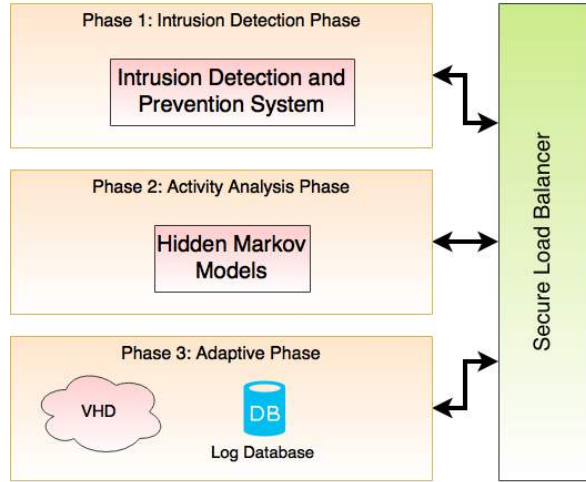 Phase 1: Intrusion Detection Phase
Intrusion Detection and
Prevention System
Phase 2: Activity Analysis Phase
Hidden Markov
Models
Phase 3: Adaptive Phase
VHD
DB
Log Database
Secure Load Balancer